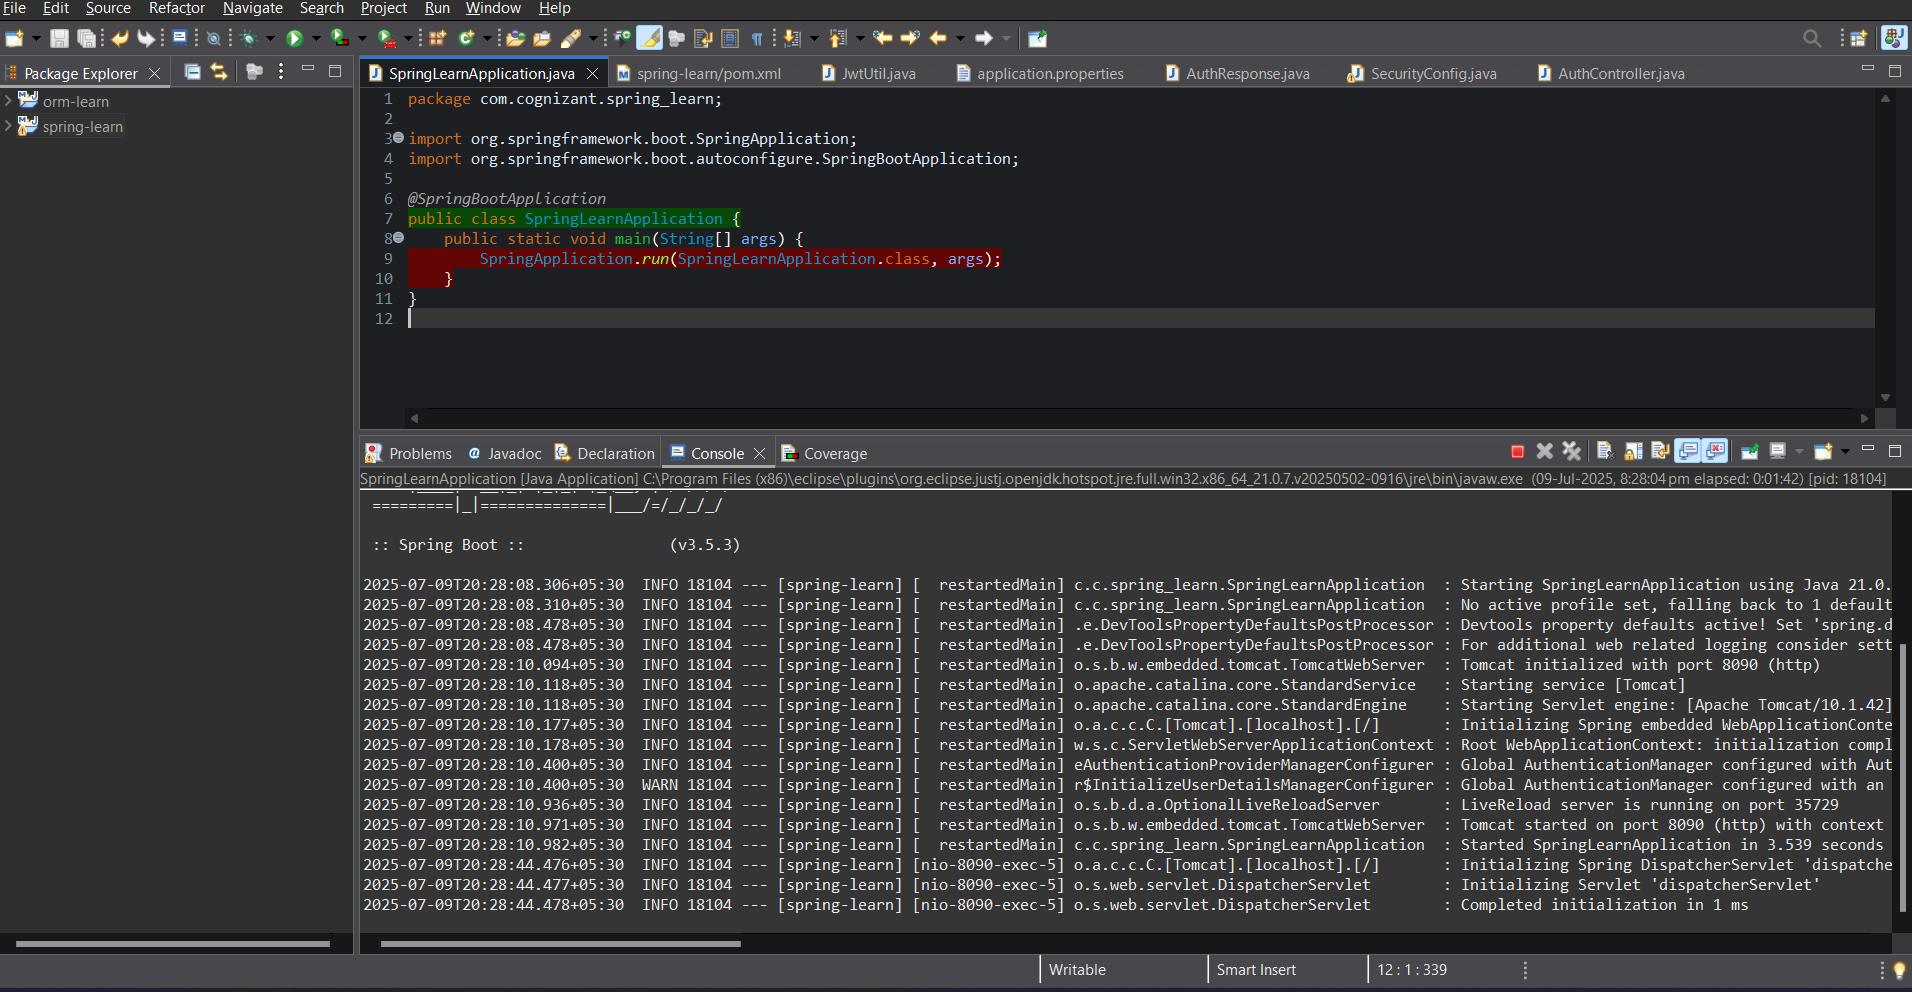 File Edit Source Refactor Navigate Search Project Run Window Help
Package Explorer
orm-learn
spring-learn
SpringLearnApplication.java spring-learn/pom.xml JwtUtil.java application.properties AuthResponse.java SecurityConfig.java AuthController.java
1 package com.cognizant.spring_learn;
2
3 import org.springframework.boot.SpringApplication;
4 import org.springframework.boot.autoconfigure.SpringBootApplication;
5
6 @SpringBootApplication
7 public class SpringLearnApplication {
8 public static void main(String[] args) {
9 SpringApplication.run(SpringLearnApplication.class, args);
10 }
11 }
12
Problems @ Javadoc Declaration Console Coverage
SpringLearnApplication [Java Application] C:\Program Files (x86)\eclipse\plugins\org.eclipse.justj.openjdk.hotspot.jre.full.win32.x86_64_21.0.7.v20250502-0916\jre\bin\javaw.exe (09-Jul-2025, 8:28:04 pm elapsed: 0:01:42) [pid: 18104]
=========|_|==============|___/=/_/_/_/
:: Spring Boot :: (v3.5.3)
2025-07-09T20:28:08.306+05:30 INFO 18104 --- [spring-learn] [ restartedMain] c.c.spring_learn.SpringLearnApplication : Starting SpringLearnApplication using Java 21.0.
2025-07-09T20:28:08.310+05:30 INFO 18104 --- [spring-learn] [ restartedMain] c.c.spring_learn.SpringLearnApplication : No active profile set, falling back to 1 default
2025-07-09T20:28:08.478+05:30 INFO 18104 --- [spring-learn] [ restartedMain] .e.DevToolsPropertyDefaultsPostProcessor : Devtools property defaults active! Set 'spring.d
2025-07-09T20:28:08.478+05:30 INFO 18104 --- [spring-learn] [ restartedMain] .e.DevToolsPropertyDefaultsPostProcessor : For additional web related logging consider sett
2025-07-09T20:28:10.094+05:30 INFO 18104 --- [spring-learn] [ restartedMain] o.s.b.w.embedded.tomcat.TomcatWebServer : Tomcat initialized with port 8090 (http)
2025-07-09T20:28:10.118+05:30 INFO 18104 --- [spring-learn] [ restartedMain] o.apache.catalina.core.StandardService : Starting service [Tomcat]
2025-07-09T20:28:10.118+05:30 INFO 18104 --- [spring-learn] [ restartedMain] o.apache.catalina.core.StandardEngine : Starting Servlet engine: [Apache Tomcat/10.1.42]
2025-07-09T20:28:10.177+05:30 INFO 18104 --- [spring-learn] [ restartedMain] o.a.c.c.C.[Tomcat].[localhost].[/] : Initializing Spring embedded WebApplicationConte
2025-07-09T20:28:10.178+05:30 INFO 18104 --- [spring-learn] [ restartedMain] w.s.c.ServletWebServerApplicationContext : Root WebApplicationContext: initialization compl
2025-07-09T20:28:10.400+05:30 INFO 18104 --- [spring-learn] [ restartedMain] eAuthenticationProviderManagerConfigurer : Global AuthenticationManager configured with Aut
2025-07-09T20:28:10.400+05:30 WARN 18104 --- [spring-learn] [ restartedMain] r$InitializeUserDetailsManagerConfigurer : Global AuthenticationManager configured with an
2025-07-09T20:28:10.936+05:30 INFO 18104 --- [spring-learn] [ restartedMain] o.s.b.d.a.OptionalLiveReloadServer : LiveReload server is running on port 35729
2025-07-09T20:28:10.971+05:30 INFO 18104 --- [spring-learn] [ restartedMain] o.s.b.w.embedded.tomcat.TomcatWebServer : Tomcat started on port 8090 (http) with context
2025-07-09T20:28:10.982+05:30 INFO 18104 --- [spring-learn] [ restartedMain] c.c.spring_learn.SpringLearnApplication : Started SpringLearnApplication in 3.539 seconds
2025-07-09T20:28:44.476+05:30 INFO 18104 --- [spring-learn] [nio-8090-exec-5] o.a.c.c.C.[Tomcat].[localhost].[/] : Initializing Spring DispatcherServlet 'dispatche
2025-07-09T20:28:44.477+05:30 INFO 18104 --- [spring-learn] [nio-8090-exec-5] o.s.web.servlet.DispatcherServlet : Initializing Servlet 'dispatcherServlet'
2025-07-09T20:28:44.478+05:30 INFO 18104 --- [spring-learn] [nio-8090-exec-5] o.s.web.servlet.DispatcherServlet : Completed initialization in 1 ms
Writable Smart Insert 12 : 1 : 339